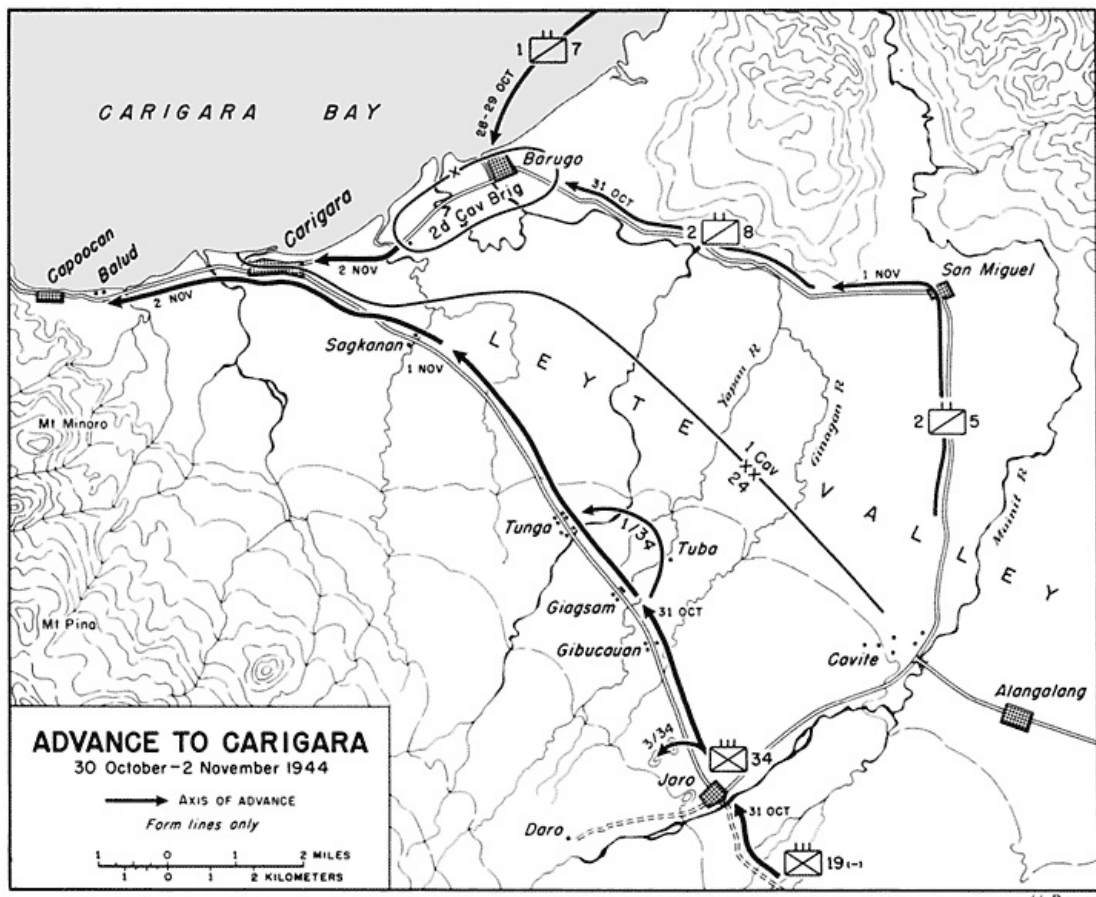 1 7
28-29 OCT
CARIGARA BAY
Barugo
X
2d Cav Brig
31 OCT
2 8
Carigara
Capoocan
Balud
2 NOV
2 NOV
1 NOV
San Miguel
Sagkanan
1 NOV
LEYTE VALLEY
Yapan R
Ginagan R
Mainit R
2 5
1 Cav
XX
24
Mt Minoro
Tunga
1/34
Tuba
Giagsam
31 OCT
Gibucauan
Mt Pina
Cavite
Alangalang
3/34
34
Jaro
Daro
31 OCT
19 (-)
ADVANCE TO CARIGARA
30 October-2 November 1944
AXIS OF ADVANCE
Form lines only
1 0 1 2 MILES
1 0 1 2 KILOMETERS